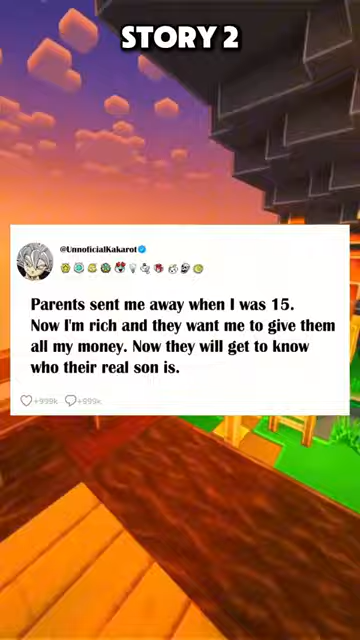 STORY 2
@UnnoficialKakarot
Parents sent me away when I was 15.
Now I'm rich and they want me to give them
all my money. Now they will get to know
who their real son is.
+999k +999k